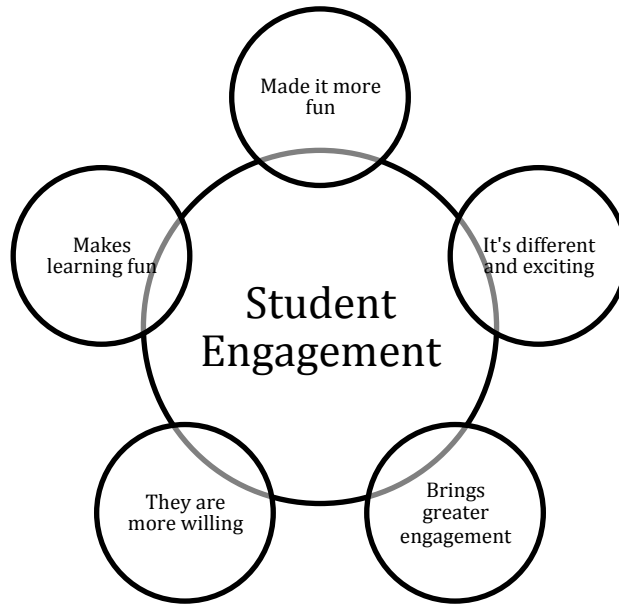 Made it more
fun
Makes
learning fun
It's different
and exciting
Student
Engagement
They are
more willing
Brings
greater
engagement